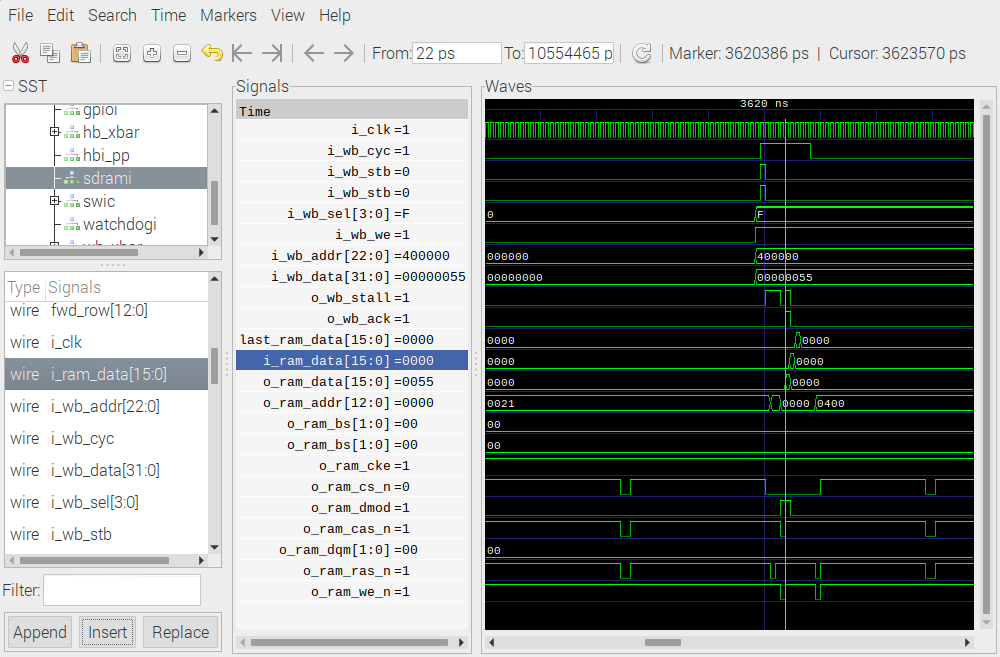 File Edit Search Time Markers View Help
From: 22 ps To: 10554465 p Marker: 3620386 ps | Cursor: 3623570 ps
SST
gpioi
hb_xbar
hbi_pp
sdrami
swic
watchdogi
Type Signals
wire fwd_row[12:0]
wire i_clk
wire i_ram_data[15:0]
wire i_wb_addr[22:0]
wire i_wb_cyc
wire i_wb_data[31:0]
wire i_wb_sel[3:0]
wire i_wb_stb
Filter:
Append Insert Replace
Signals
Time
i_clk=1
i_wb_cyc=1
i_wb_stb=0
i_wb_stb=0
i_wb_sel[3:0]=F
i_wb_we=1
i_wb_addr[22:0]=400000
i_wb_data[31:0]=00000055
o_wb_stall=1
o_wb_ack=1
last_ram_data[15:0]=0000
i_ram_data[15:0]=0000
o_ram_data[15:0]=0055
o_ram_addr[12:0]=0000
o_ram_bs[1:0]=00
o_ram_bs[1:0]=00
o_ram_cke=1
o_ram_cs_n=0
o_ram_dmod=1
o_ram_cas_n=1
o_ram_dqm[1:0]=00
o_ram_ras_n=1
o_ram_we_n=1
Waves
3620 ns
0 F
000000 400000
00000000 00000055
0000 0000
0000 0000
0000 0000
0021 0000 0400
00
00
00